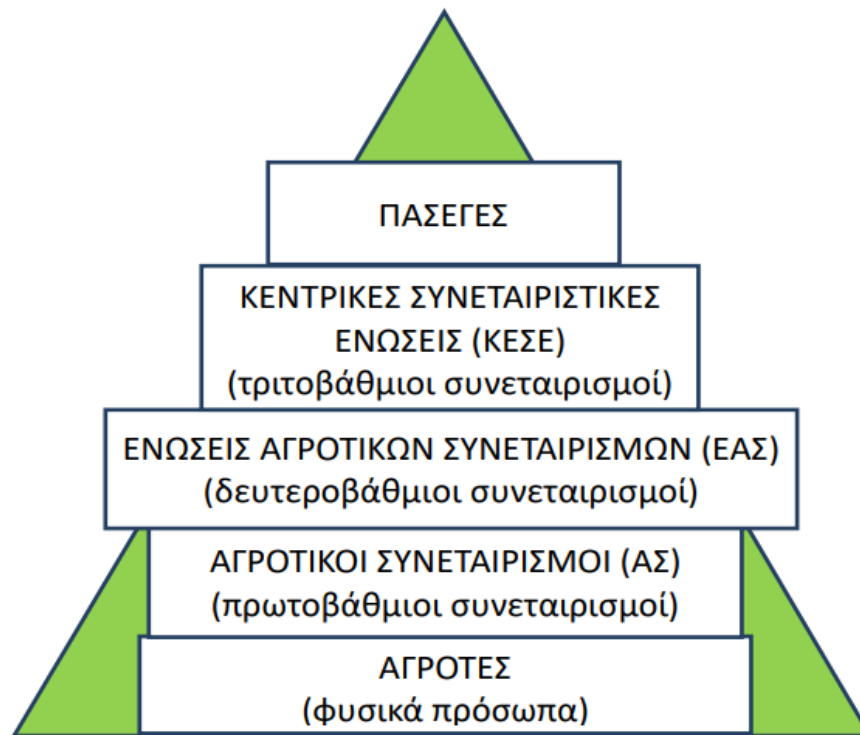 ΠΑΣΕΓΕΣ
ΚΕΝΤΡΙΚΕΣ ΣΥΝΕΤΑΙΡΙΣΤΙΚΕΣ
ΕΝΩΣΕΙΣ (ΚΕΣΕ)
(τριτοβάθμιοι συνεταιρισμοί)
ΕΝΩΣΕΙΣ ΑΓΡΟΤΙΚΩΝ ΣΥΝΕΤΑΙΡΙΣΜΩΝ (ΕΑΣ)
(δευτεροβάθμιοι συνεταιρισμοί)
ΑΓΡΟΤΙΚΟΙ ΣΥΝΕΤΑΙΡΙΣΜΟΙ (ΑΣ)
(πρωτοβάθμιοι συνεταιρισμοί)
ΑΓΡΟΤΕΣ
(φυσικά πρόσωπα)